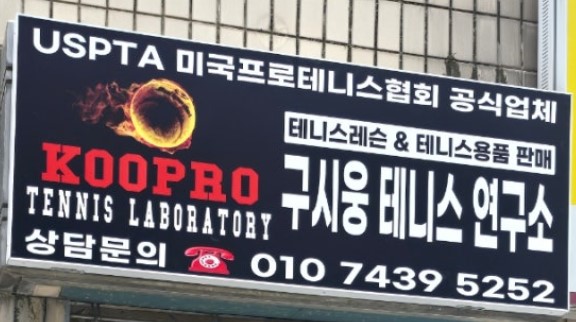 USPTA 미국프로테니스협회 공식업체
테니스레슨 & 테니스용품 판매
KOOPRO
TENNIS LABORATORY
구시웅 테니스 연구소
상담문의 010 7439 5252